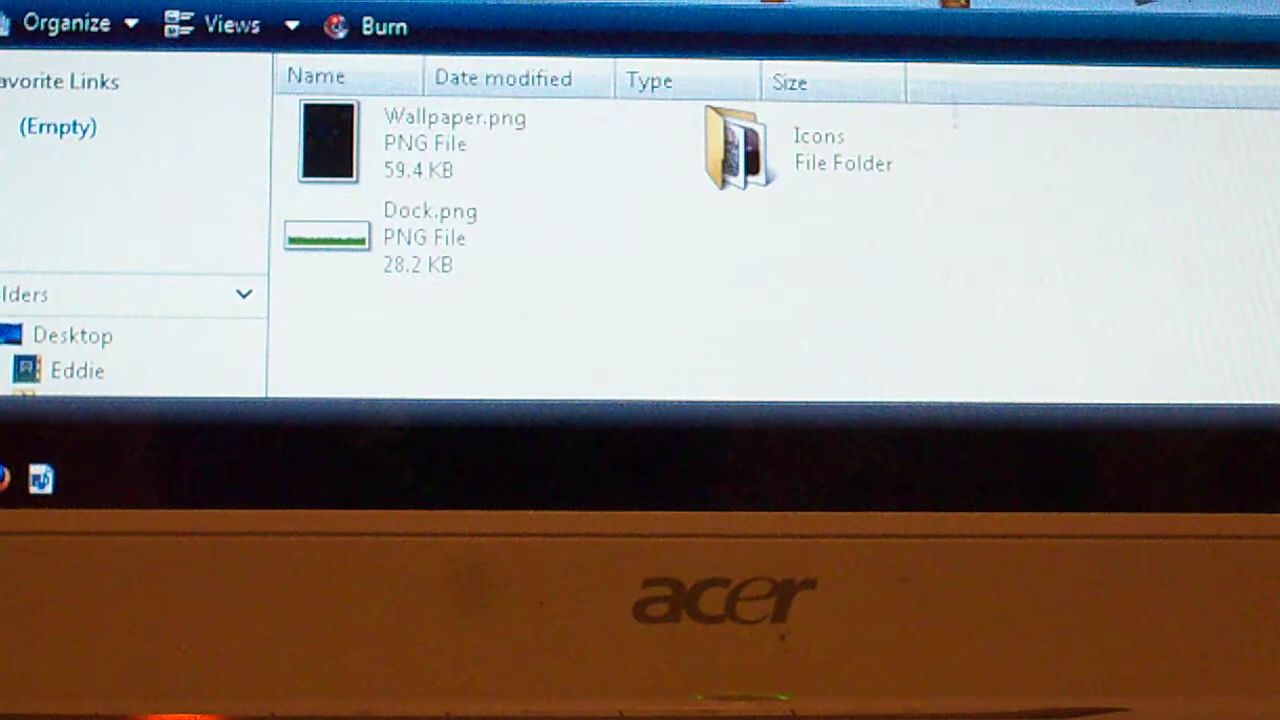 Organize Views Burn
avorite Links
(Empty)
Name Date modified Type Size
Wallpaper.png
PNG File
59.4 KB
Icons
File Folder
Dock.png
PNG File
28.2 KB
lders
Desktop
Eddie
acer